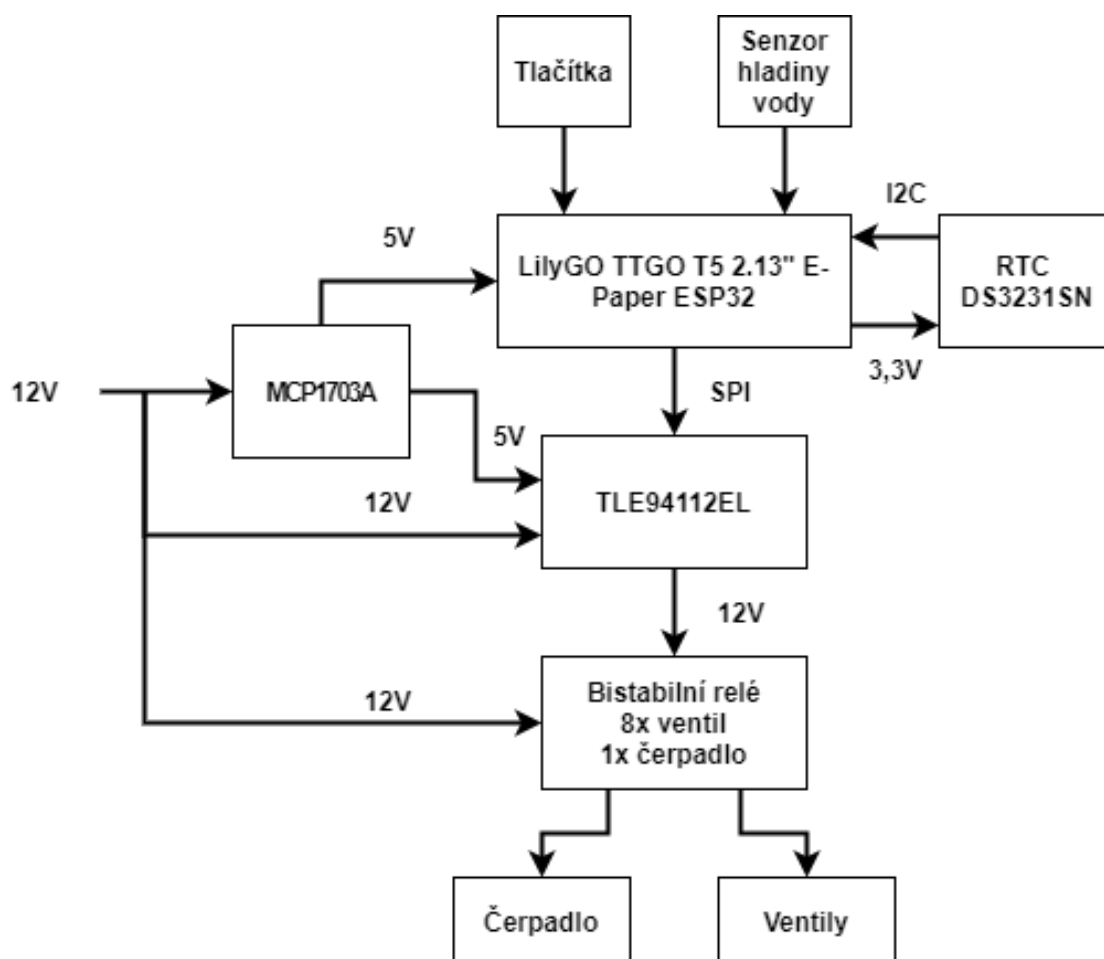 Tlačítka
Senzor
hladiny
vody
I2C
5V
LilyGO TTGO T5 2.13" E-
Paper ESP32
RTC
DS3231SN
3,3V
12V
MCP1703A
SPI
5V
12V
TLE94112EL
12V
12V
Bistabilní relé
8x ventil
1x čerpadlo
Čerpadlo
Ventily